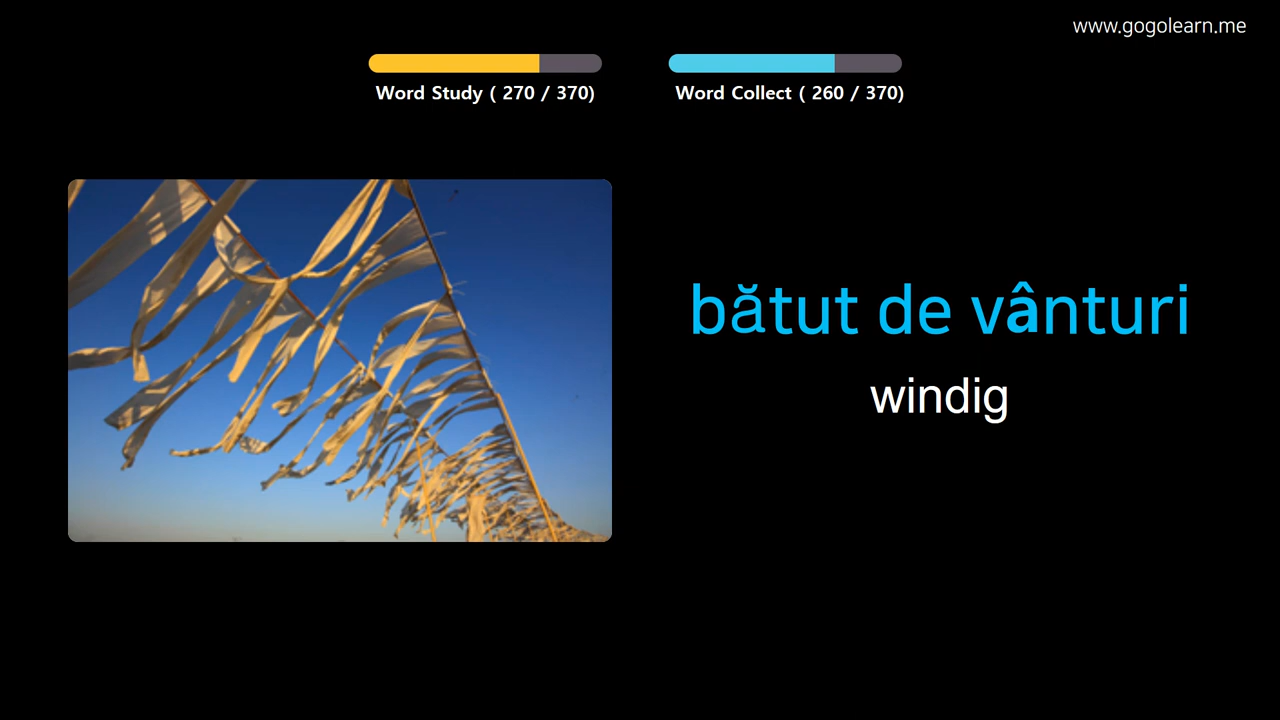 www.gogolearn.me
Word Study ( 270 / 370)
Word Collect ( 260 / 370)
bătut de vânturi
windig